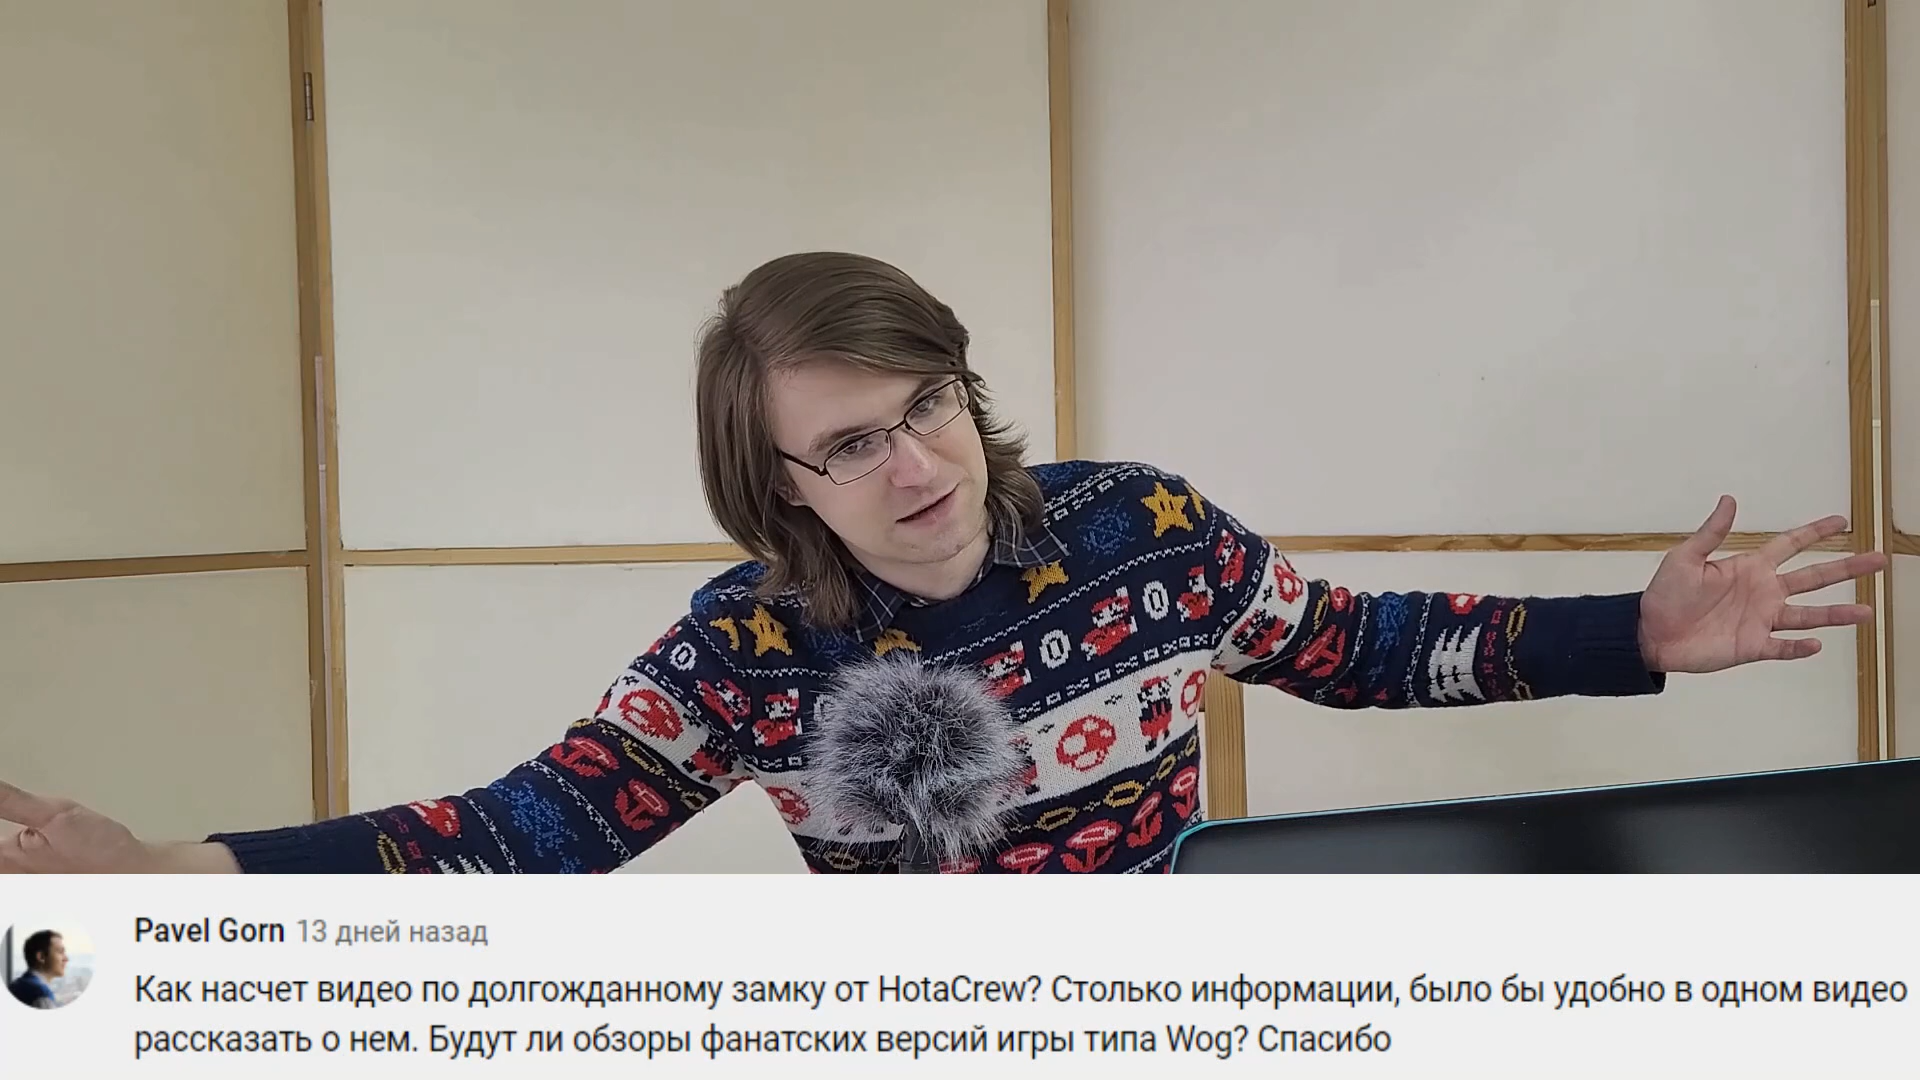 Pavel Gorn 13 дней назад
Как насчет видео по долгожданному замку от HotaCrew? Столько информации, было бы удобно в одном видео
рассказать о нем. Будут ли обзоры фанатских версий игры типа Wog? Спасибо